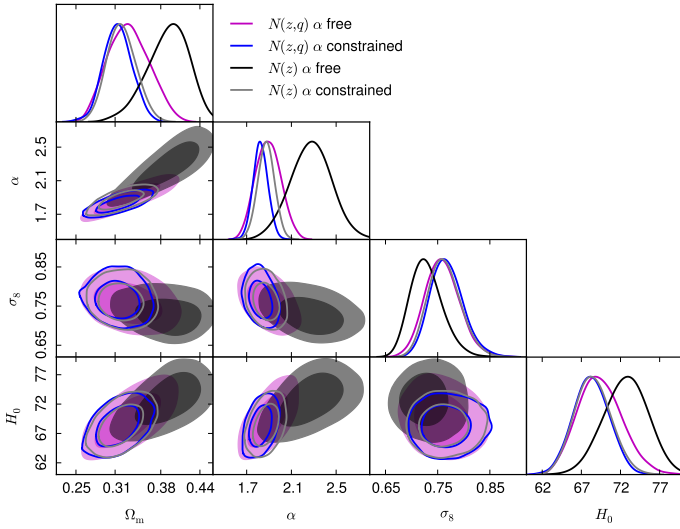 N(z,q) α free
N(z,q) α constrained
N(z) α free
N(z) α constrained
α
2.5
2.1
1.7
σ₈
0.85
0.75
0.65
H₀
77
72
67
62
0.25 0.31 0.38 0.44
1.7 2.1 2.5
0.65 0.75 0.85
62 67 72 77
Ωₘ α σ₈ H₀